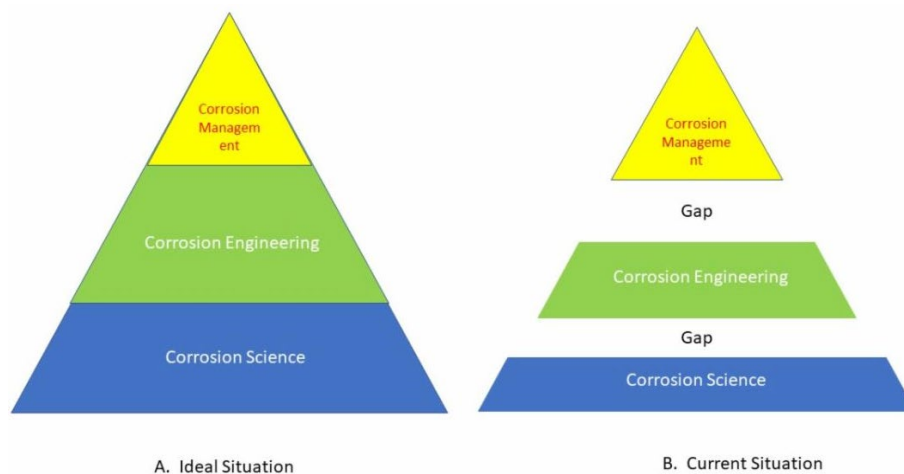 Corrosion
Managem
ent
Corrosion Engineering
Corrosion Science
A. Ideal Situation
Corrosion
Manageme
nt
Gap
Corrosion Engineering
Gap
Corrosion Science
B. Current Situation